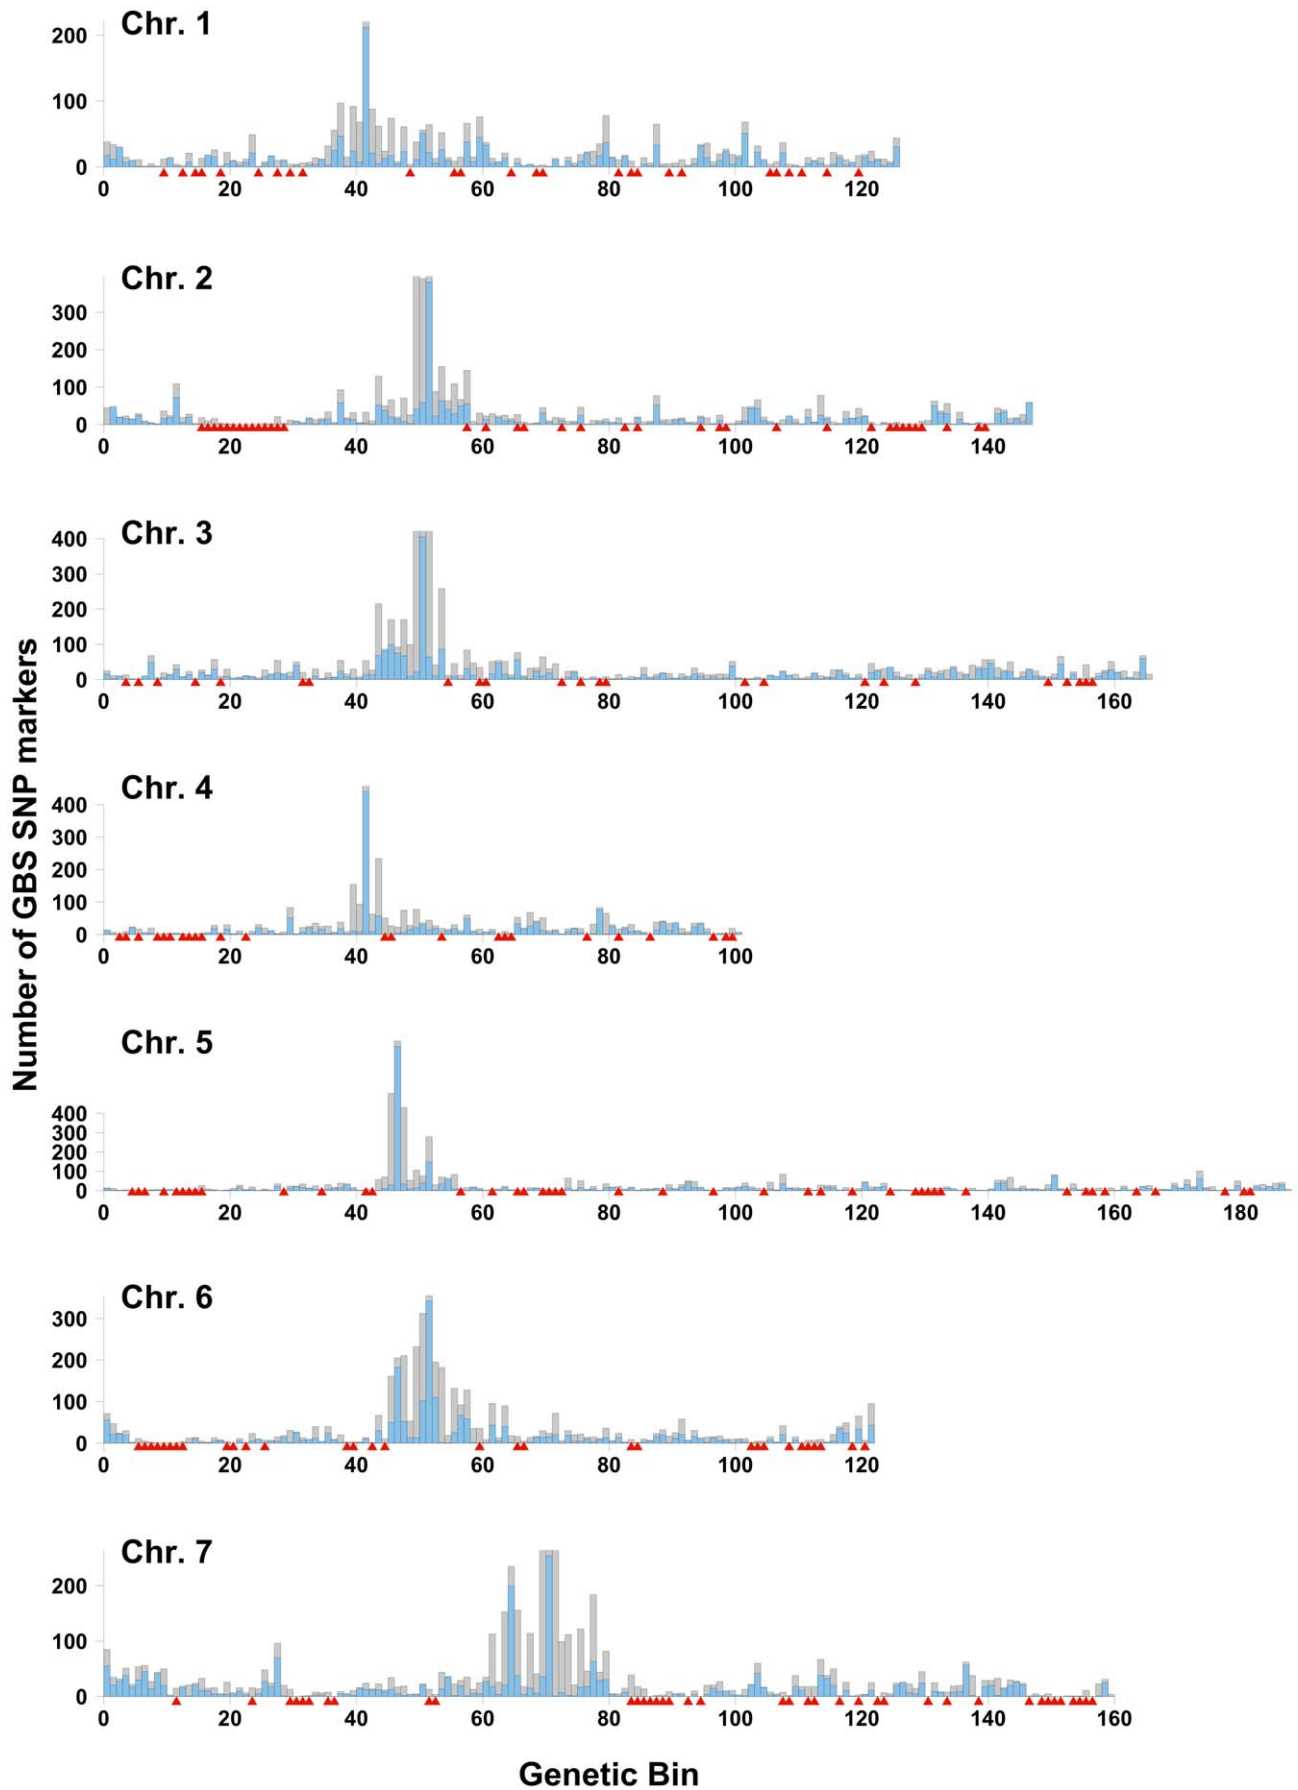 Chr. 1
200
100
0
0 20 40 60 80 100 120
Chr. 2
300
200
100
0
0 20 40 60 80 100 120 140
Chr. 3
400
300
200
100
0
0 20 40 60 80 100 120 140 160
Chr. 4
400
300
200
100
0
0 20 40 60 80 100
Chr. 5
400
300
200
100
0
0 20 40 60 80 100 120 140 160 180
Chr. 6
300
200
100
0
0 20 40 60 80 100 120
Chr. 7
200
100
0
0 20 40 60 80 100 120 140 160
Number of GBS SNP markers
Genetic Bin